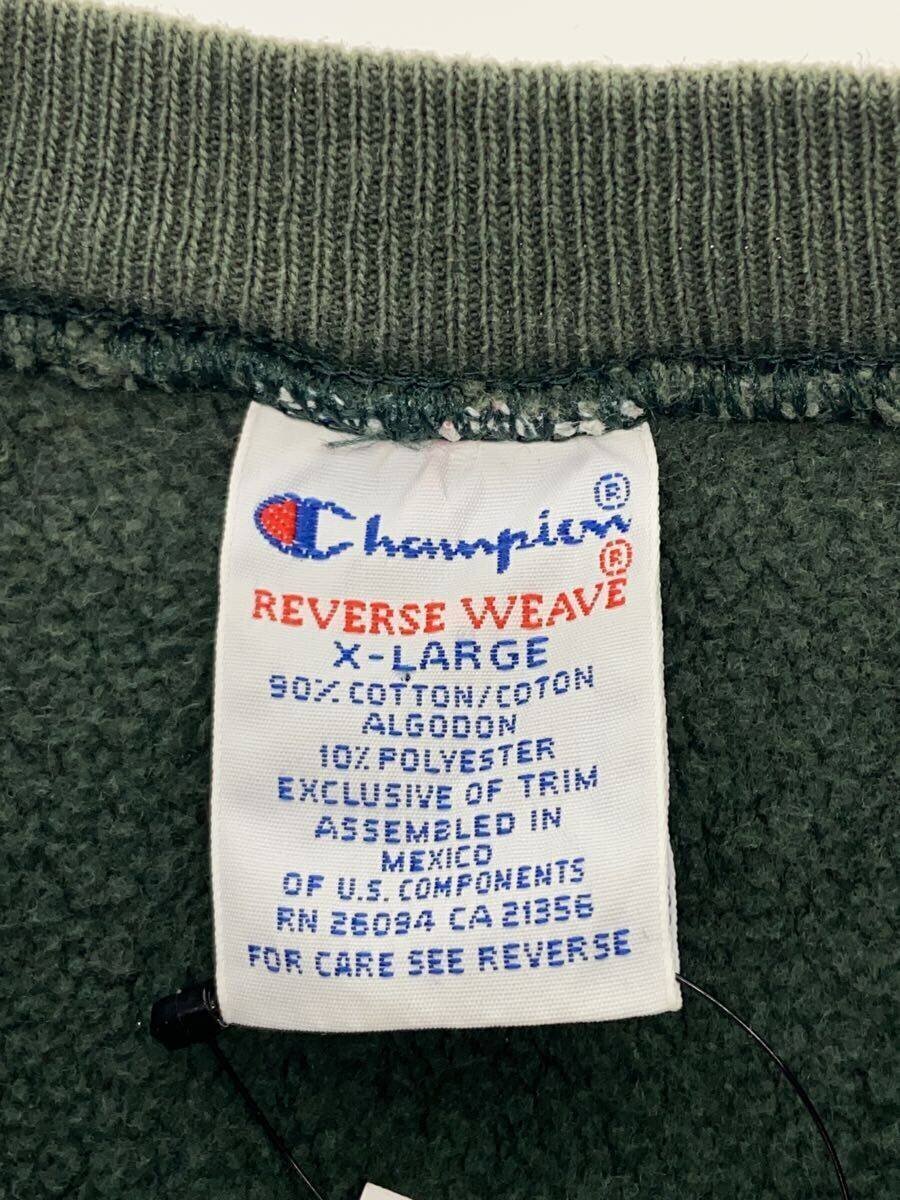 Champion®
REVERSE WEAVE®
X-LARGE
90% COTTON/COTON
ALGODON
10% POLYESTER
EXCLUSIVE OF TRIM
ASSEMBLED IN
MEXICO
OF U.S. COMPONENTS
RN 26094 CA 21356
FOR CARE SEE REVERSE